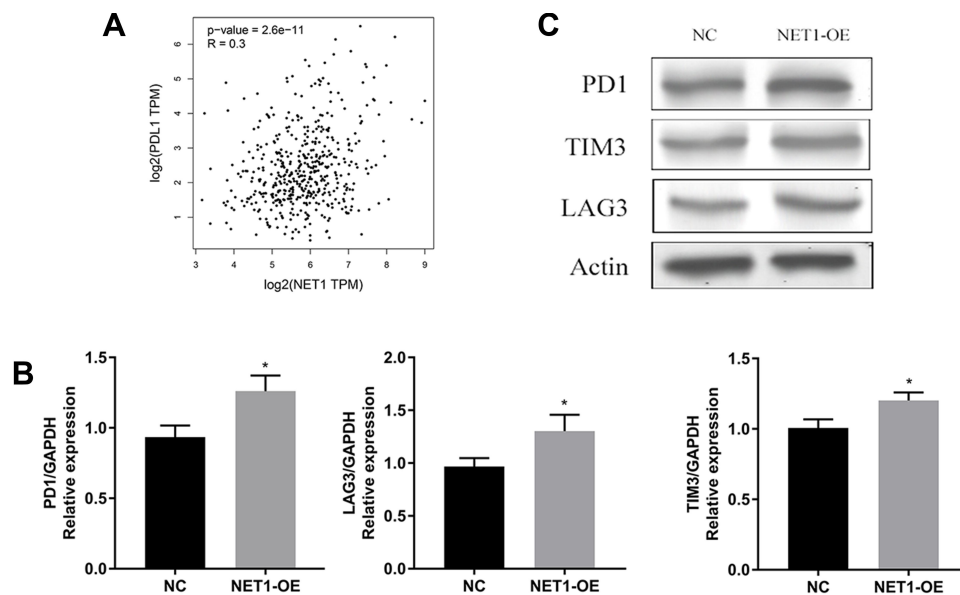 A
p-value = 2.6e-11
R = 0.3
log2(PDL1 TPM)
6
5
4
3
2
1
3 4 5 6 7 8 9
log2(NET1 TPM)
C
NC NET1-OE
PD1
TIM3
LAG3
Actin
B
PD1/GAPDH
Relative expression
1.5
1.0
0.5
0.0
*
NC NET1-OE
LAG3/GAPDH
Relative expression
2.0
1.5
1.0
0.5
0.0
*
NC NET1-OE
TIM3/GAPDH
Relative expression
1.5
1.0
0.5
0.0
*
NC NET1-OE